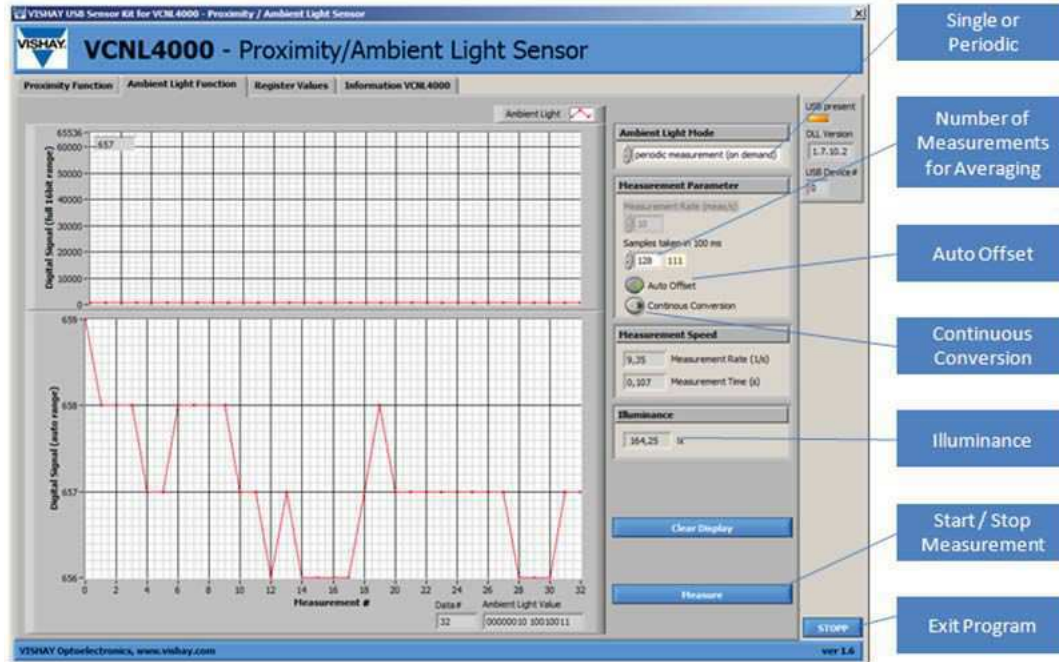 VISHAY USB Sensor Kit for VCNL4000 - Proximity / Ambient Light Sensor
VISHAY.
VCNL4000 - Proximity/Ambient Light Sensor
Proximity Function
Ambient Light Function
Register Values
Information VCNL4000
Ambient Light
Digital Signal (full 16bit range)
65536
60000
50000
40000
30000
20000
10000
0
657
Digital Signal (auto range)
659
658
657
656
0 2 4 6 8 10 12 14 16 18 20 22 24 26 28 30 32
Measurement #
Data#
32
Ambient Light Value
00000010 10010011
Ambient Light Mode
periodic measurement (on demand)
Measurement Parameter
Measurement Rate (meas/s)
10
Samples taken in 100 ms
128 111
Auto Offset
Continous Conversion
Measurement Speed
9,35 Measurement Rate (1/s)
0,107 Measurement Time (s)
Illuminance
164,25 lx
Clear Display
Measure
USB present
DLL Version
1.7.10.2
USB Device #
0
STOPP
VISHAY Optoelectronics, www.vishay.com
ver 1.6
Single or
Periodic
Number of
Measurements
for Averaging
Auto Offset
Continuous
Conversion
Illuminance
Start / Stop
Measurement
Exit Program